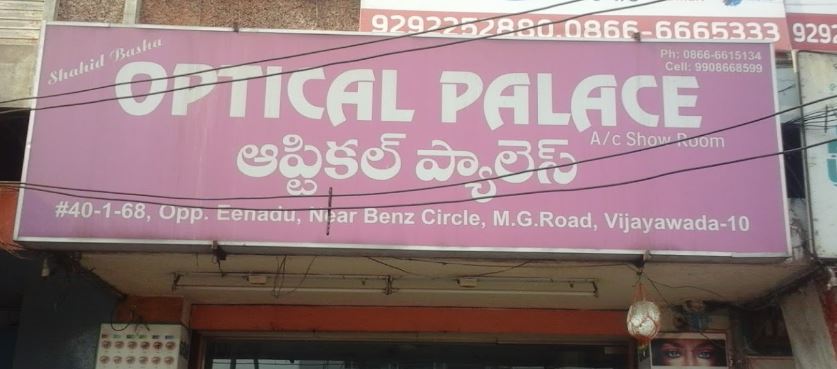 9292252880,0866-6665333
9292
Shahid Basha
Ph: 0866-6615134
Cell: 9908668599
OPTICAL PALACE
A/c Show Room
ఆప్టికల్ ప్యాలెస్
#40-1-68, Opp. Eenadu, Near Benz Circle, M.G.Road, Vijayawada-10